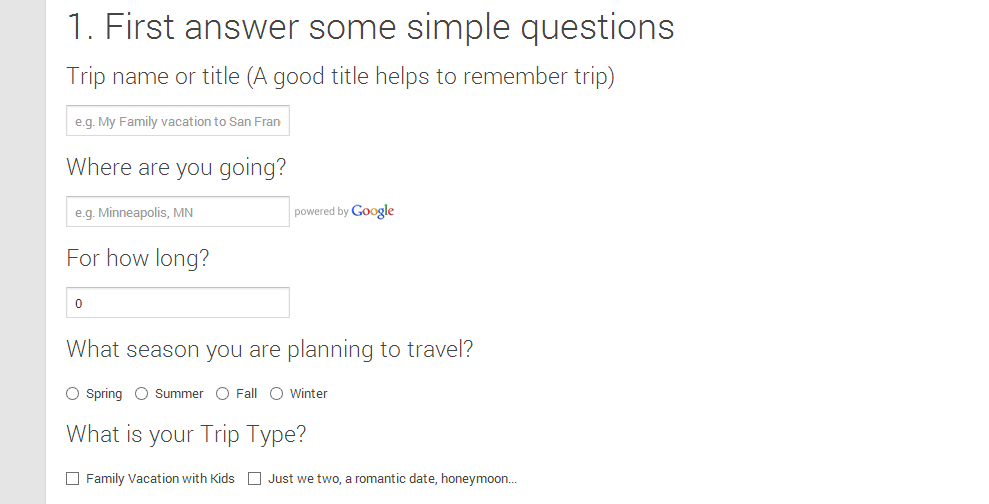 1. First answer some simple questions
Trip name or title (A good title helps to remember trip)
e.g. My Family vacation to San Fran
Where are you going?
e.g. Minneapolis, MN
powered by Google
For how long?
0
What season you are planning to travel?
Spring Summer Fall Winter
What is your Trip Type?
Family Vacation with Kids Just we two, a romantic date, honeymoon...